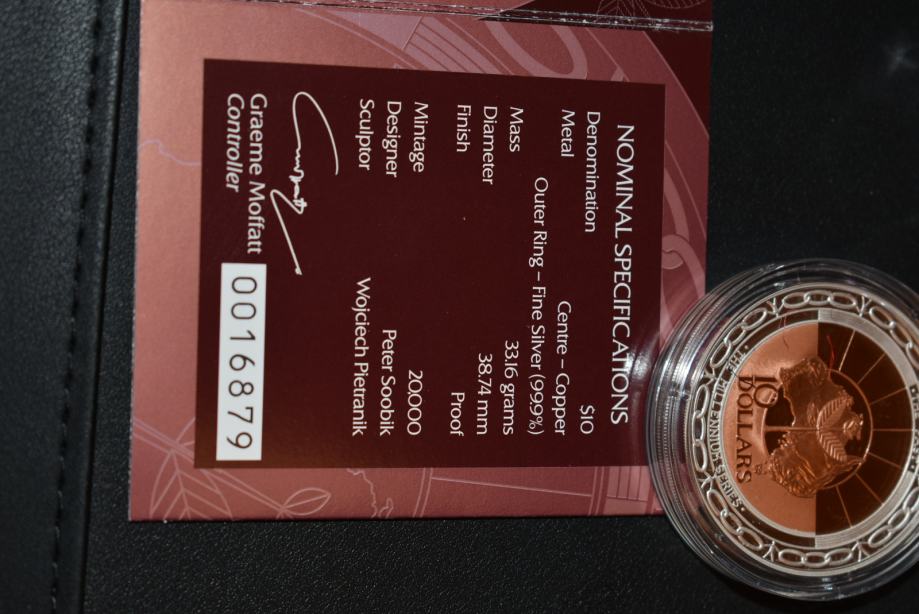 NOMINAL SPECIFICATIONS
Denomination $10
Metal Centre – Copper
Outer Ring – Fine Silver (99.9%)
Mass 33.16 grams
Diameter 38.74 mm
Finish Proof
Mintage 20,000
Designer Peter Soobik
Sculptor Wojciech Pietranik
Graeme Moffatt
Controller
0016879
10
DOLLARS
·THE MILLENNIUM SERIES·